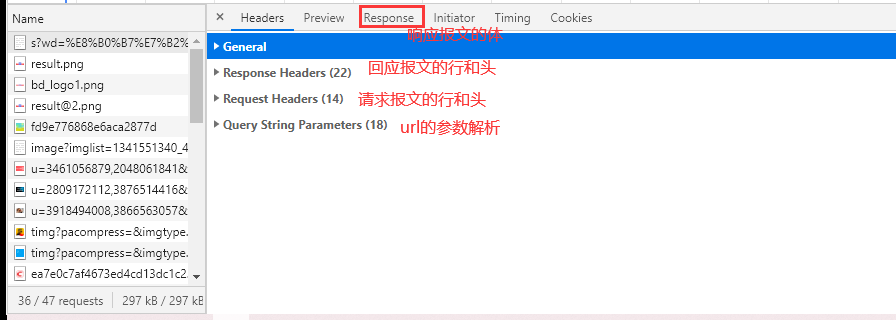 Name
× Headers Preview Response Initiator Timing Cookies
s?wd=%E8%B0%B7%E7%B2%
响应报文的体
General
result.png
回应报文的行和头
Response Headers (22)
bd_logo1.png
请求报文的行和头
Request Headers (14)
result@2.png
url的参数解析
Query String Parameters (18)
fd9e776868e6aca2877d
image?imglist=1341551340_4
u=3461056879,2048061841&
u=2809172112,3876514416&
u=3918494008,3866563057&
timg?pacompress=&imgtype.
timg?pacompress=&imgtype.
ea7e0c7af4673ed4cd13dc1c2.
36 / 47 requests 297 kB / 297 kB